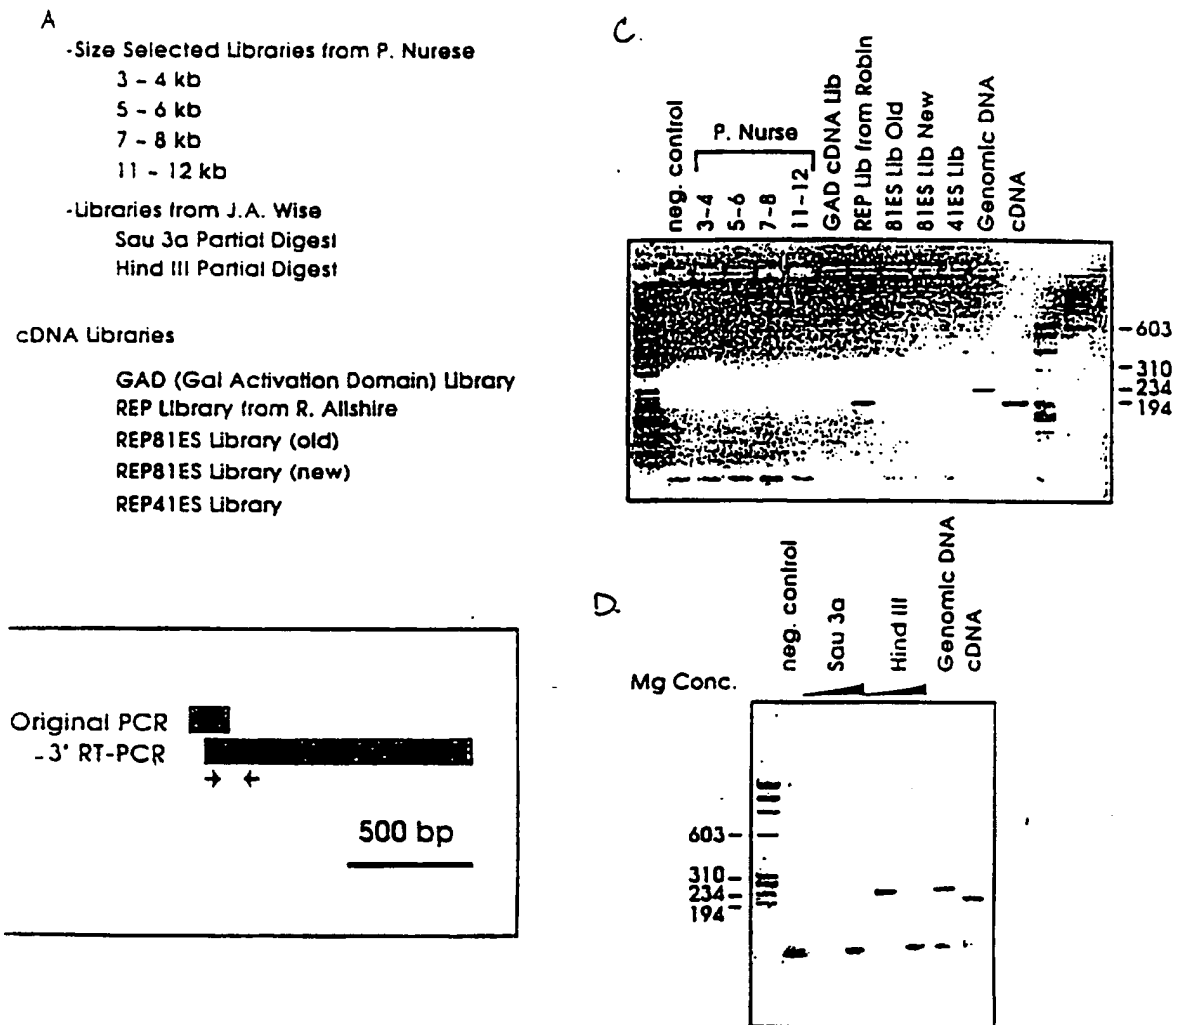 A
-Size Selected Libraries from P. Nurese
3 - 4 kb
5 - 6 kb
7 - 8 kb
11 - 12 kb
-Libraries from J.A. Wise
Sau 3a Partial Digest
Hind III Partial Digest
cDNA Libraries
GAD (Gal Activation Domain) Library
REP Library from R. Allshire
REP81ES Library (old)
REP81ES Library (new)
REP41ES Library
Original PCR
3' RT-PCR
500 bp
C.
neg. control
P. Nurse
3-4
5-6
7-8
11-12
GAD cDNA Lib
REP Lib from Robin
81ES Lib Old
81ES Lib New
41ES Lib
Genomic DNA
cDNA
603
310
234
194
D.
neg. control
Sau 3a
Hind III
Genomic DNA
cDNA
Mg Conc.
603
310
234
194